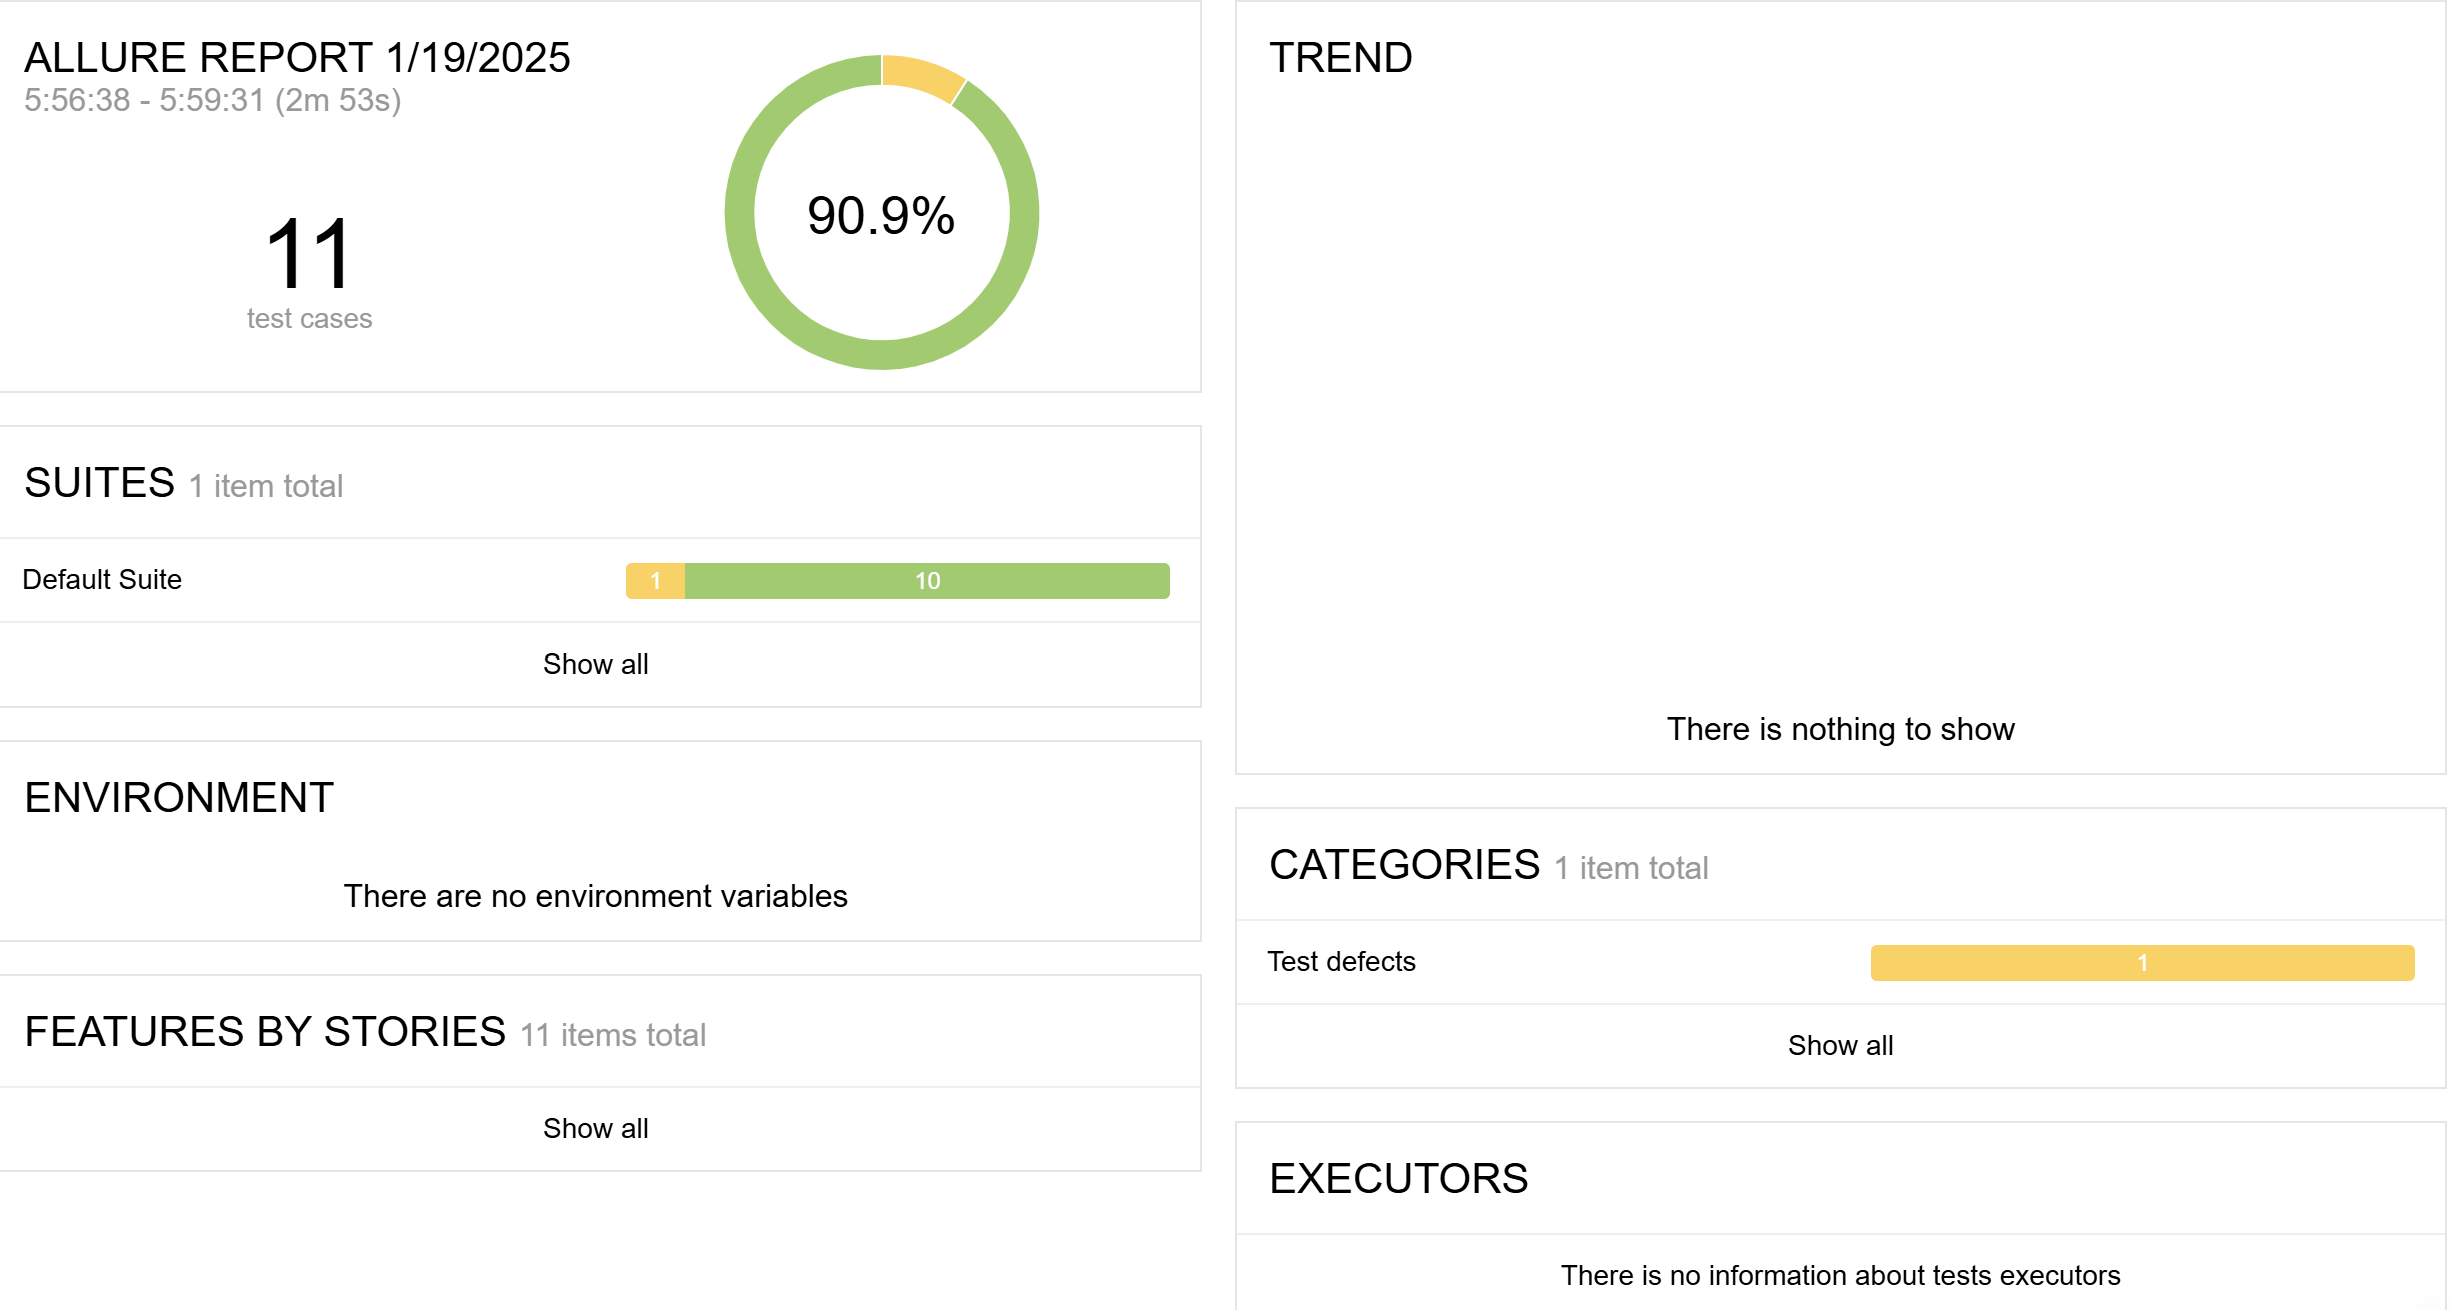 ALLURE REPORT 1/19/2025
5:56:38 - 5:59:31 (2m 53s)
11
test cases
90.9%
SUITES 1 item total
Default Suite 1 10
Show all
ENVIRONMENT
There are no environment variables
FEATURES BY STORIES 11 items total
Show all
TREND
There is nothing to show
CATEGORIES 1 item total
Test defects 1
Show all
EXECUTORS
There is no information about tests executors